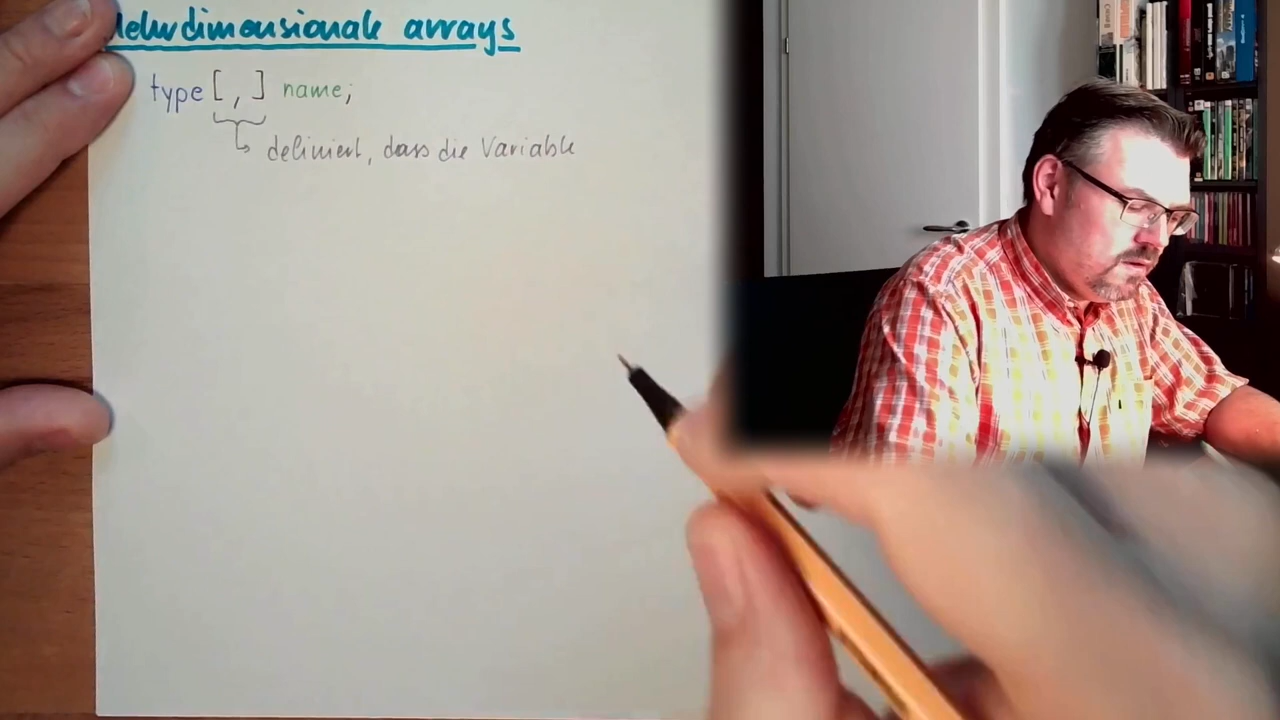 Mehrdimensionale arrays
type [ , ] name;
definiert, dass die Variable